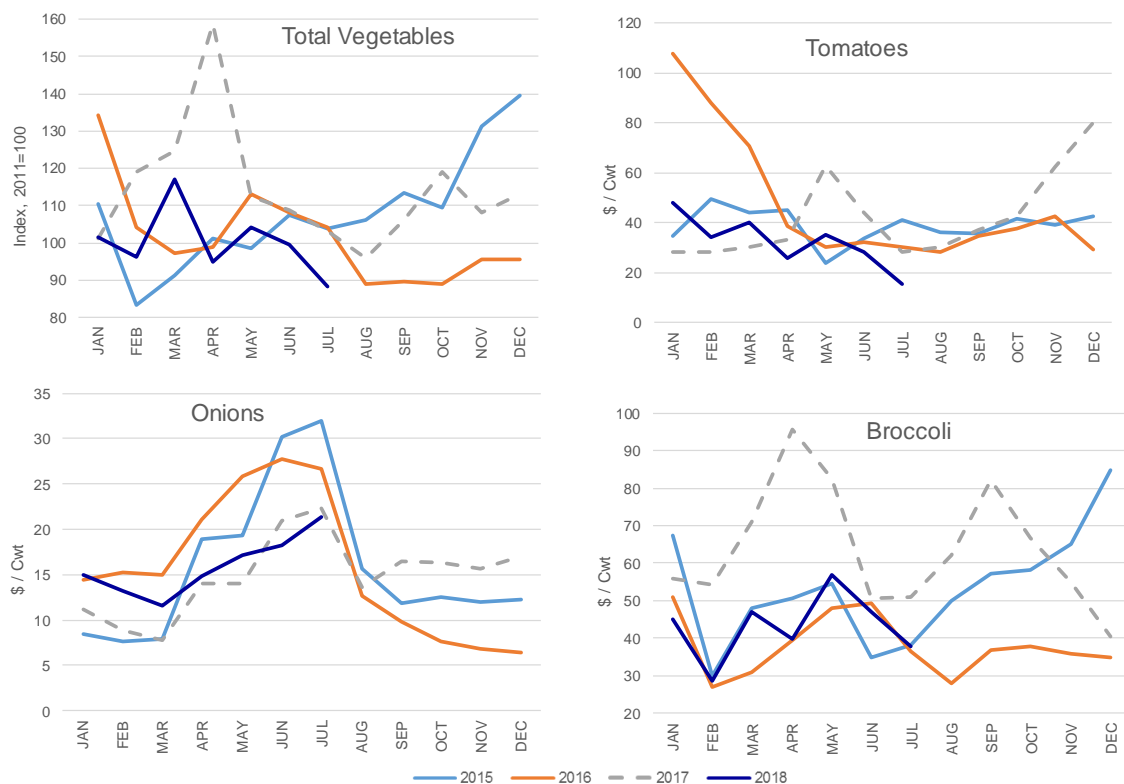 Total Vegetables
Index, 2011=100
160
150
140
130
120
110
100
90
80
JAN FEB MAR APR MAY JUN JUL AUG SEP OCT NOV DEC
Tomatoes
$ / Cwt
120
100
80
60
40
20
0
JAN FEB MAR APR MAY JUN JUL AUG SEP OCT NOV DEC
Onions
$ / Cwt
35
30
25
20
15
10
5
0
JAN FEB MAR APR MAY JUN JUL AUG SEP OCT NOV DEC
Broccoli
$ / Cwt
100
90
80
70
60
50
40
30
20
JAN FEB MAR APR MAY JUN JUL AUG SEP OCT NOV DEC
2015 2016 2017 2018